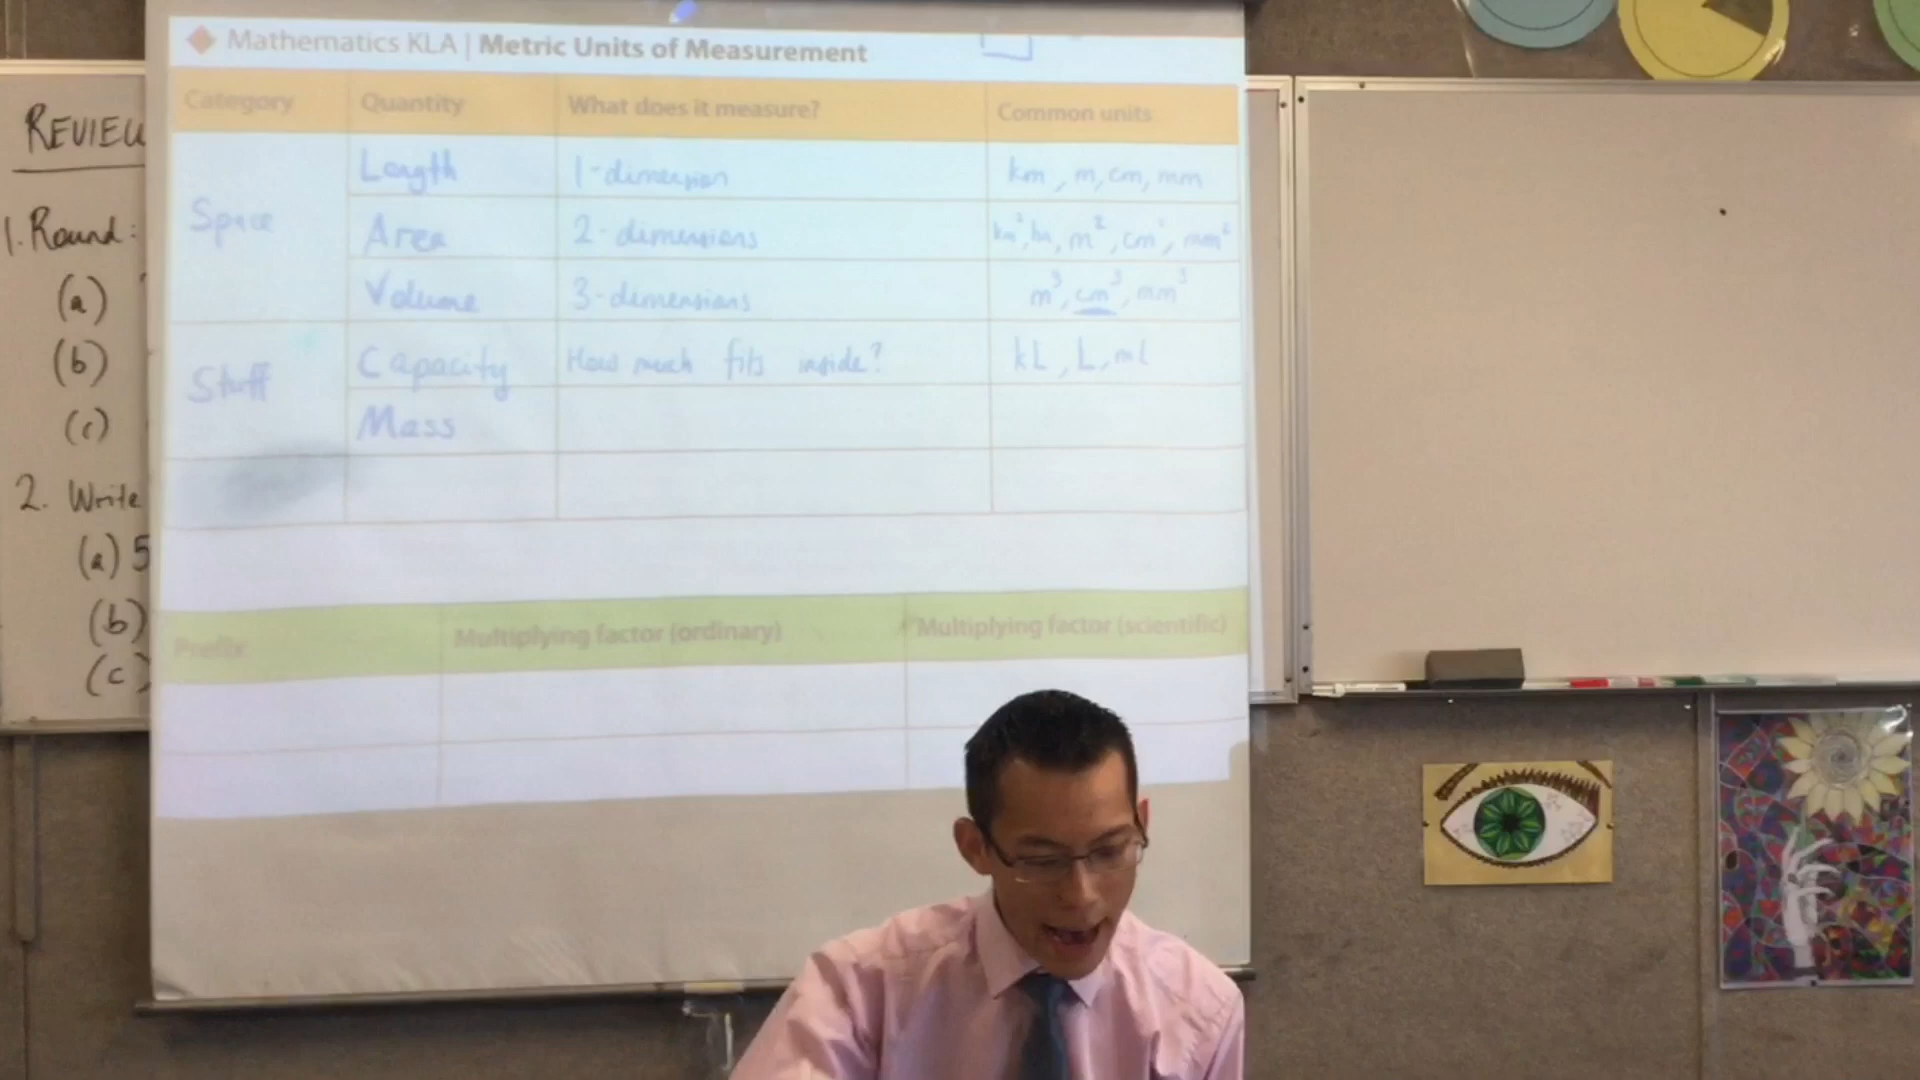 Mathematics KLA | Metric Units of Measurement
Category Quantity What does it measure? Common units
Space
Length 1-dimension km, m, cm, mm
Area 2-dimensions km², ha, m², cm², mm²
Volume 3-dimensions m³, cm³, mm³
Stuff
Capacity How much fits inside? kL, L, ml
Mass
Prefix Multiplying factor (ordinary) Multiplying factor (scientific)
REVIEW
1. Round:
(a)
(b)
(c)
2. Write
(a) 5
(b)
(c)